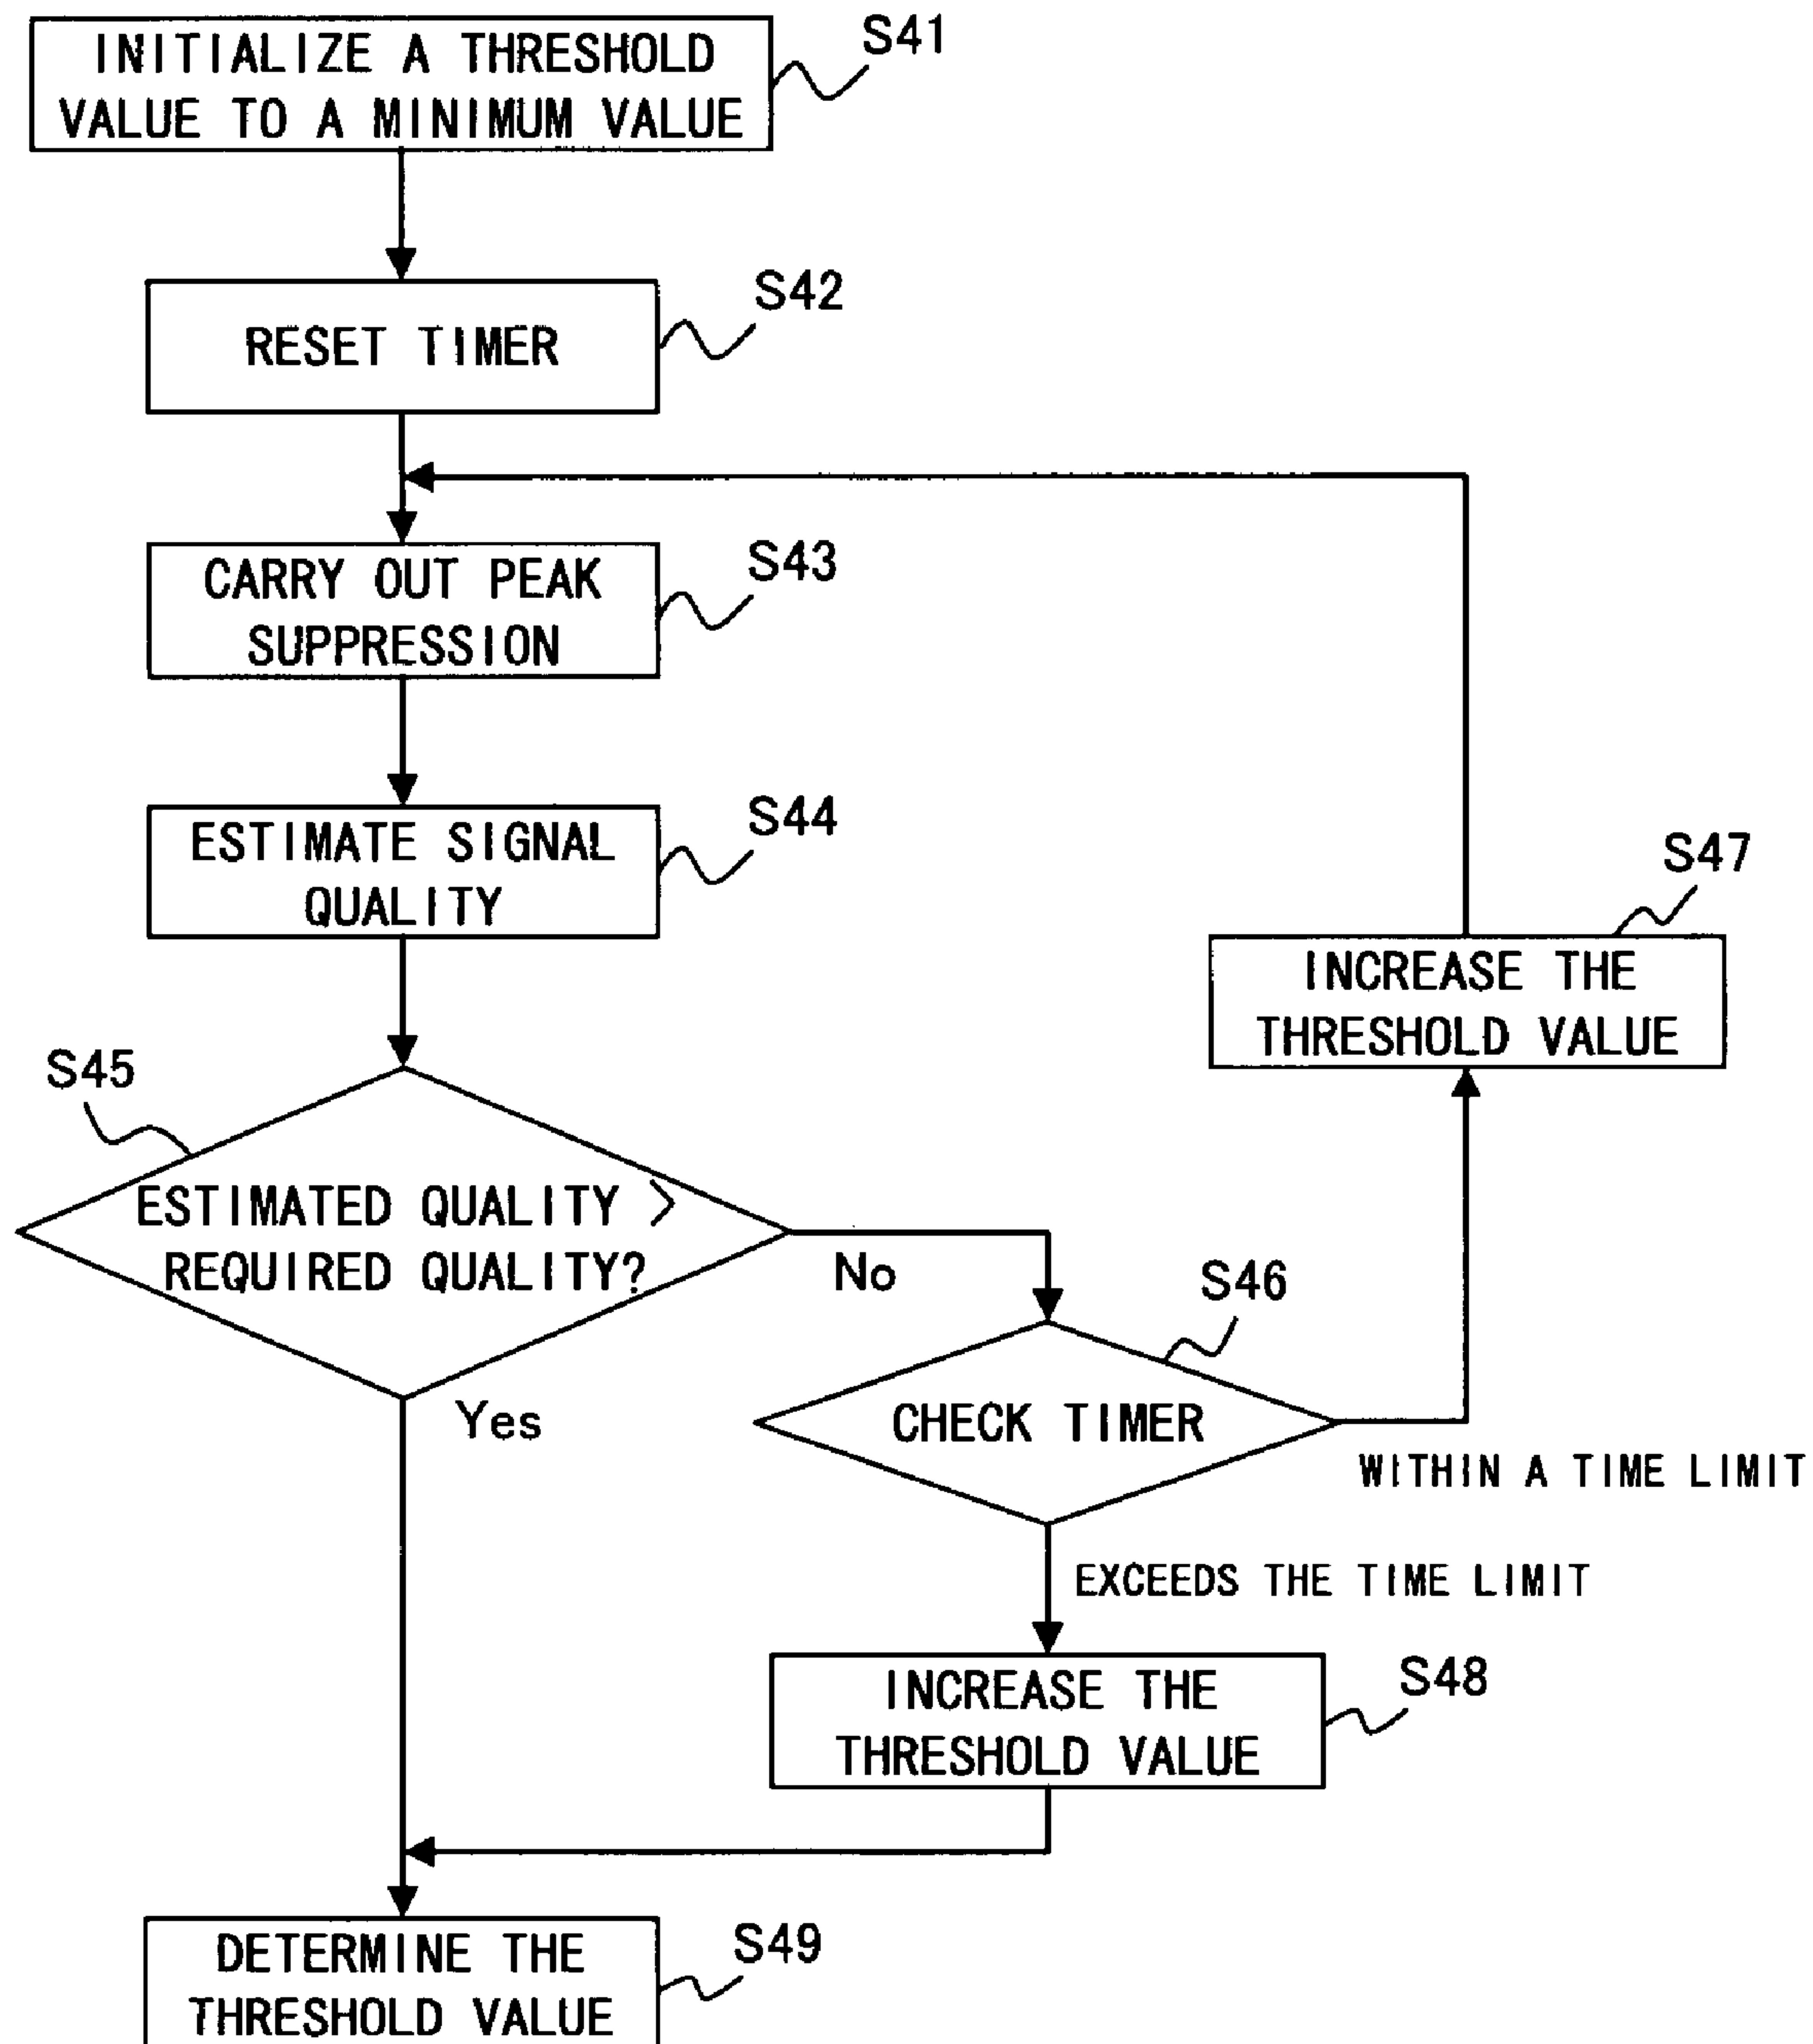 INITIALIZE A THRESHOLD
VALUE TO A MINIMUM VALUE
S41
RESET TIMER
S42
CARRY OUT PEAK
SUPPRESSION
S43
ESTIMATE SIGNAL
QUALITY
S44
S47
INCREASE THE
THRESHOLD VALUE
S45
ESTIMATED QUALITY >
REQUIRED QUALITY?
No
S46
Yes
CHECK TIMER
WITHIN A TIME LIMIT
EXCEEDS THE TIME LIMIT
INCREASE THE
THRESHOLD VALUE
S48
DETERMINE THE
THRESHOLD VALUE
S49